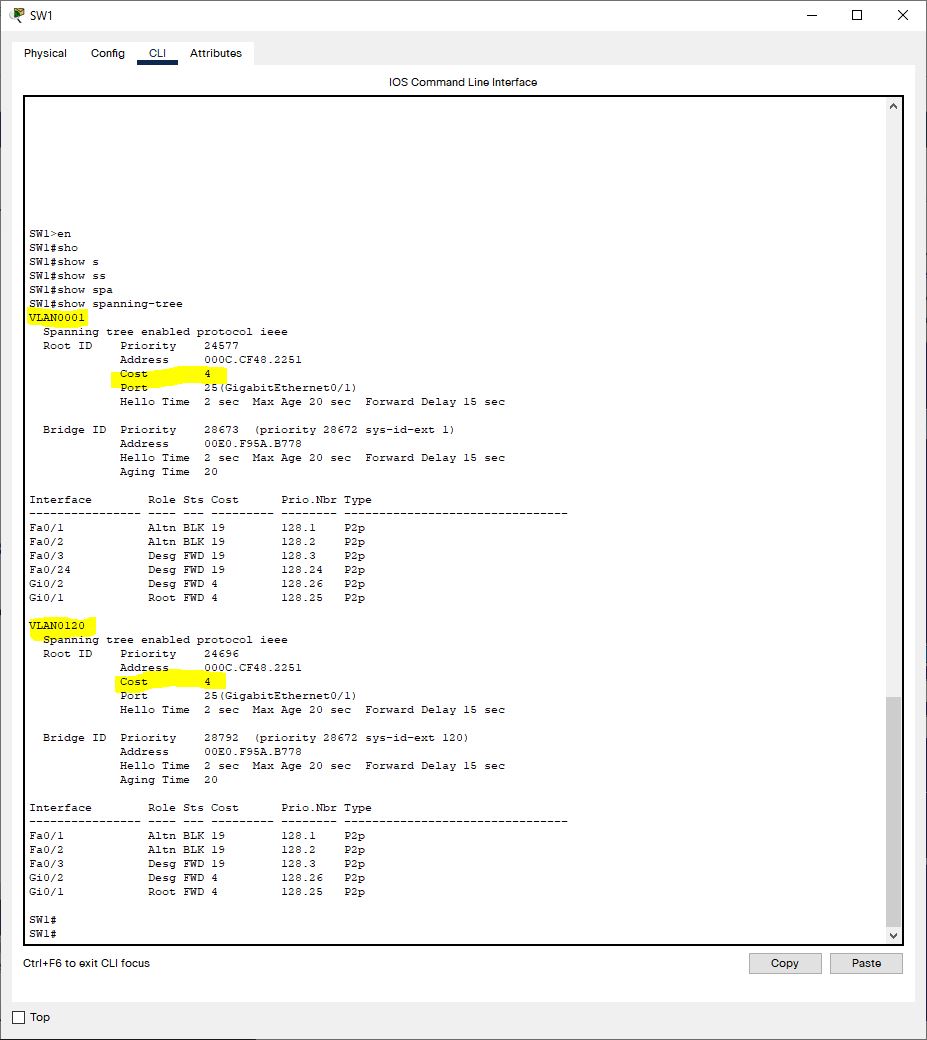 SW1
Physical Config CLI Attributes
IOS Command Line Interface
SW1>en
SW1#sho
SW1#show s
SW1#show ss
SW1#show spa
SW1#show spanning-tree
VLAN0001
  Spanning tree enabled protocol ieee
  Root ID    Priority    24577
             Address     000C.CF48.2251
             Cost        4
             Port        25(GigabitEthernet0/1)
             Hello Time  2 sec  Max Age 20 sec  Forward Delay 15 sec

  Bridge ID  Priority    28673  (priority 28672 sys-id-ext 1)
             Address     00E0.F95A.B778
             Hello Time  2 sec  Max Age 20 sec  Forward Delay 15 sec
             Aging Time  20

Interface        Role Sts Cost      Prio.Nbr Type
---------------- ---- --- --------- -------- --------------------------------
Fa0/1            Altn BLK 19        128.1    P2p
Fa0/2            Altn BLK 19        128.2    P2p
Fa0/3            Desg FWD 19        128.3    P2p
Fa0/24           Desg FWD 19        128.24   P2p
Gi0/2            Desg FWD 4         128.26   P2p
Gi0/1            Root FWD 4         128.25   P2p

VLAN0120
  Spanning tree enabled protocol ieee
  Root ID    Priority    24696
             Address     000C.CF48.2251
             Cost        4
             Port        25(GigabitEthernet0/1)
             Hello Time  2 sec  Max Age 20 sec  Forward Delay 15 sec

  Bridge ID  Priority    28792  (priority 28672 sys-id-ext 120)
             Address     00E0.F95A.B778
             Hello Time  2 sec  Max Age 20 sec  Forward Delay 15 sec
             Aging Time  20

Interface        Role Sts Cost      Prio.Nbr Type
---------------- ---- --- --------- -------- --------------------------------
Fa0/1            Altn BLK 19        128.1    P2p
Fa0/2            Altn BLK 19        128.2    P2p
Fa0/3            Desg FWD 19        128.3    P2p
Gi0/2            Desg FWD 4         128.26   P2p
Gi0/1            Root FWD 4         128.25   P2p

SW1#
SW1#
Ctrl+F6 to exit CLI focus Copy Paste
Top